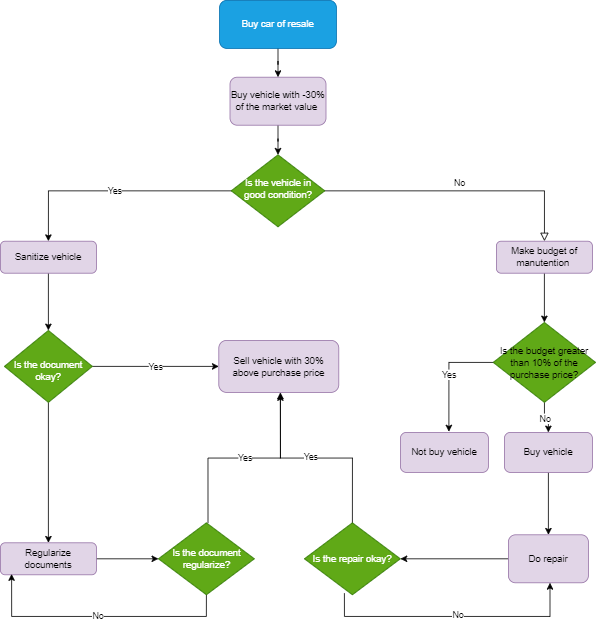 Buy car of resale
Buy vehicle with -30%
of the market value
Is the vehicle in
good condition?
Yes
No
Sanitize vehicle
Make budget of
manutention
Is the document
okay?
Yes
Sell vehicle with 30%
above purchase price
Is the budget greater
than 10% of the
purchase price?
Yes
No
Not buy vehicle
Buy vehicle
Yes
Yes
Regularize
documents
Is the document
regularize?
Is the repair okay?
Do repair
No
No